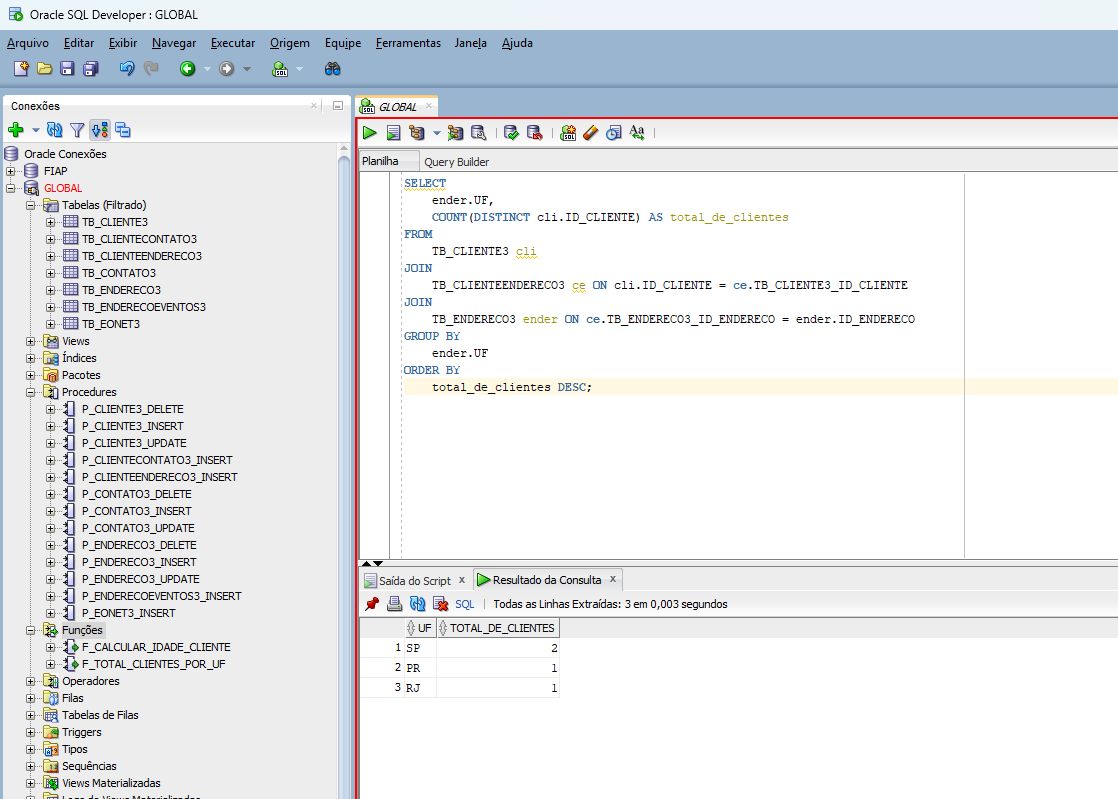 Oracle SQL Developer : GLOBAL
Arquivo Editar Exibir Navegar Executar Origem Equipe Ferramentas Janela Ajuda
Conexões
Oracle Conexões
FIAP
GLOBAL
Tabelas (Filtrado)
TB_CLIENTE3
TB_CLIENTECONTATO3
TB_CLIENTEENDERECO3
TB_CONTATO3
TB_ENDERECO3
TB_ENDERECOEVENTOS3
TB_EONET3
Views
Índices
Pacotes
Procedures
P_CLIENTE3_DELETE
P_CLIENTE3_INSERT
P_CLIENTE3_UPDATE
P_CLIENTECONTATO3_INSERT
P_CLIENTEENDERECO3_INSERT
P_CONTATO3_DELETE
P_CONTATO3_INSERT
P_CONTATO3_UPDATE
P_ENDERECO3_DELETE
P_ENDERECO3_INSERT
P_ENDERECO3_UPDATE
P_ENDERECOEVENTOS3_INSERT
P_EONET3_INSERT
Funções
F_CALCULAR_IDADE_CLIENTE
F_TOTAL_CLIENTES_POR_UF
Operadores
Filas
Tabelas de Filas
Triggers
Tipos
Sequências
Views Materializadas
Logs de Views Materializadas
GLOBAL
Planilha Query Builder
SELECT
ender.UF,
COUNT(DISTINCT cli.ID_CLIENTE) AS total_de_clientes
FROM
TB_CLIENTE3 cli
JOIN
TB_CLIENTEENDERECO3 ce ON cli.ID_CLIENTE = ce.TB_CLIENTE3_ID_CLIENTE
JOIN
TB_ENDERECO3 ender ON ce.TB_ENDERECO3_ID_ENDERECO = ender.ID_ENDERECO
GROUP BY
ender.UF
ORDER BY
total_de_clientes DESC;
Saída do Script x Resultado da Consulta x
SQL | Todas as Linhas Extraídas: 3 em 0,003 segundos
UF TOTAL_DE_CLIENTES
1 SP 2
2 PR 1
3 RJ 1